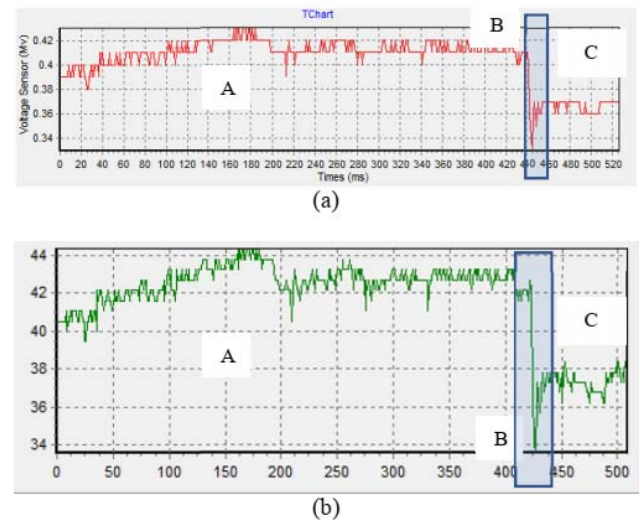 TChart
Voltage Sensor (Mv)
0.42
0.4
0.38
0.36
0.34
A
B
C
0 20 40 60 80 100 120 140 160 180 200 220 240 260 280 300 320 340 360 380 400 420 440 460 480 500 520
Times (ms)
(a)
44
42
40
38
36
34
A
B
C
0 50 100 150 200 250 300 350 400 450 500
(b)